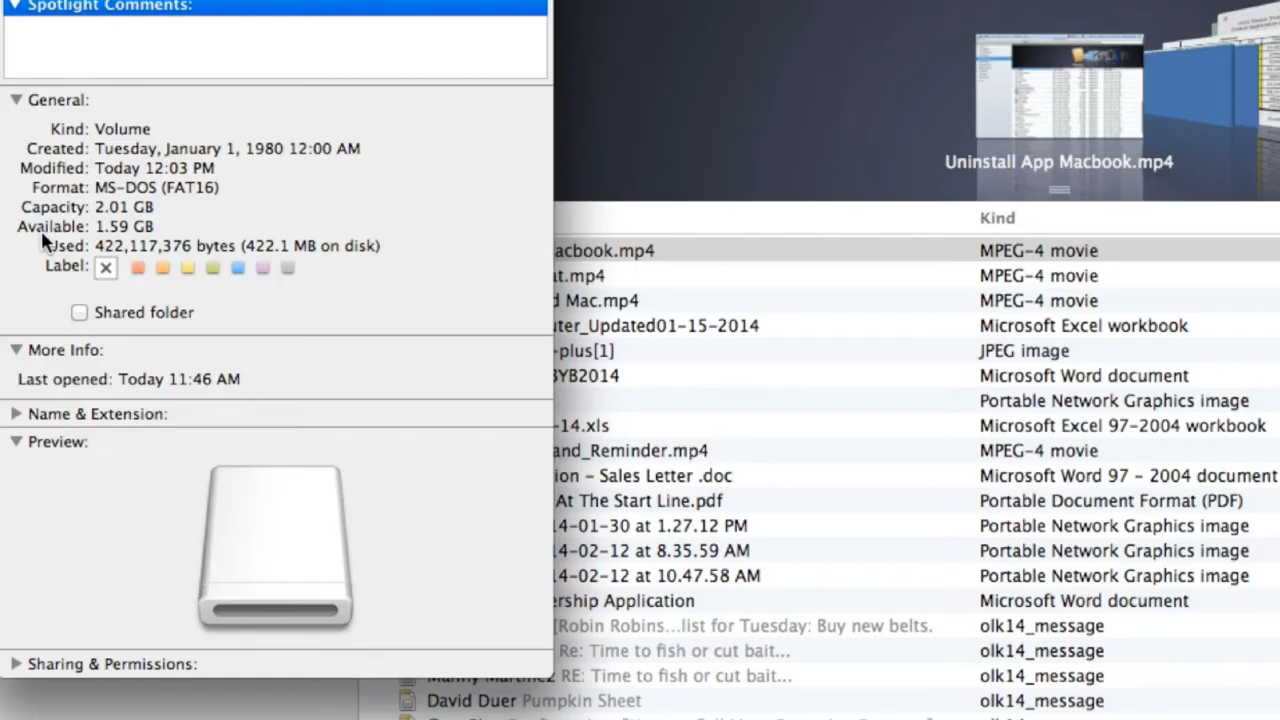 Spotlight Comments:
General:
Kind: Volume
Created: Tuesday, January 1, 1980 12:00 AM
Modified: Today 12:03 PM
Format: MS-DOS (FAT16)
Capacity: 2.01 GB
Available: 1.59 GB
Used: 422,117,376 bytes (422.1 MB on disk)
Label:
Shared folder
More Info:
Last opened: Today 11:46 AM
Name & Extension:
Preview:
Sharing & Permissions:
Uninstall App Macbook.mp4
Kind
acbook.mp4 MPEG-4 movie
at.mp4 MPEG-4 movie
d Mac.mp4 MPEG-4 movie
uter_Updated01-15-2014 Microsoft Excel workbook
-plus[1] JPEG image
BYB2014 Microsoft Word document
Portable Network Graphics image
-14.xls Microsoft Excel 97-2004 workbook
and_Reminder.mp4 MPEG-4 movie
ion - Sales Letter .doc Microsoft Word 97 - 2004 document
At The Start Line.pdf Portable Document Format (PDF)
14-01-30 at 1.27.12 PM Portable Network Graphics image
14-02-12 at 8.35.59 AM Portable Network Graphics image
14-02-12 at 10.47.58 AM Portable Network Graphics image
ership Application Microsoft Word document
[Robin Robins...list for Tuesday: Buy new belts. olk14_message
Re: Time to fish or cut bait... olk14_message
RE: Time to fish or cut bait... olk14_message
David Duer Pumpkin Sheet olk14_message